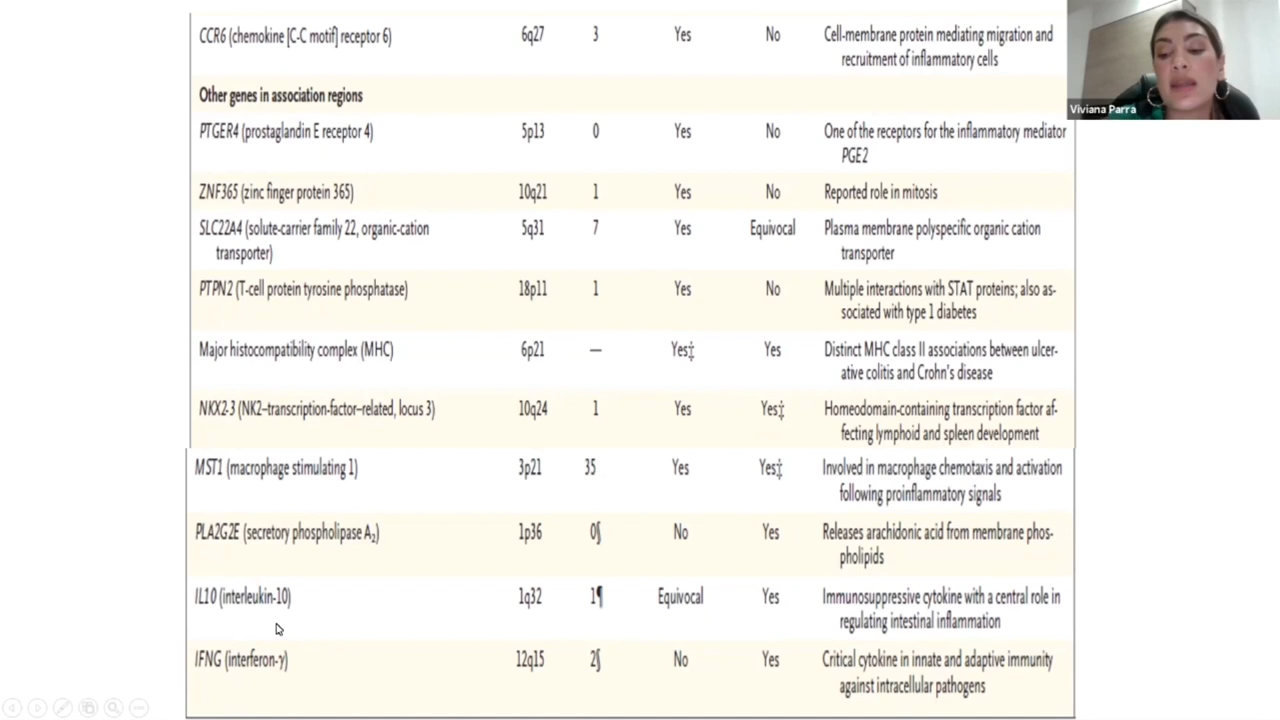 CCR6 (chemokine [C-C motif] receptor 6) 6q27 3 Yes No Cell-membrane protein mediating migration and
recruitment of inflammatory cells
Viviana Parra
Other genes in association regions
PTGER4 (prostaglandin E receptor 4) 5p13 0 Yes No One of the receptors for the inflammatory mediator
PGE2
ZNF365 (zinc finger protein 365) 10q21 1 Yes No Reported role in mitosis
SLC22A4 (solute-carrier family 22, organic-cation 5q31 7 Yes Equivocal Plasma membrane polyspecific organic cation
transporter) transporter
PTPN2 (T-cell protein tyrosine phosphatase) 18p11 1 Yes No Multiple interactions with STAT proteins; also as-
sociated with type 1 diabetes
Major histocompatibility complex (MHC) 6p21 — Yes‡ Yes Distinct MHC class II associations between ulcer-
ative colitis and Crohn's disease
NKX2-3 (NK2–transcription-factor–related, locus 3) 10q24 1 Yes Yes‡ Homeodomain-containing transcription factor af-
fecting lymphoid and spleen development
MST1 (macrophage stimulating 1) 3p21 35 Yes Yes‡ Involved in macrophage chemotaxis and activation
following proinflammatory signals
PLA2G2E (secretory phospholipase A₂) 1p36 0§ No Yes Releases arachidonic acid from membrane phos-
pholipids
IL10 (interleukin-10) 1q32 1¶ Equivocal Yes Immunosuppressive cytokine with a central role in
regulating intestinal inflammation
IFNG (interferon-γ) 12q15 2§ No Yes Critical cytokine in innate and adaptive immunity
against intracellular pathogens